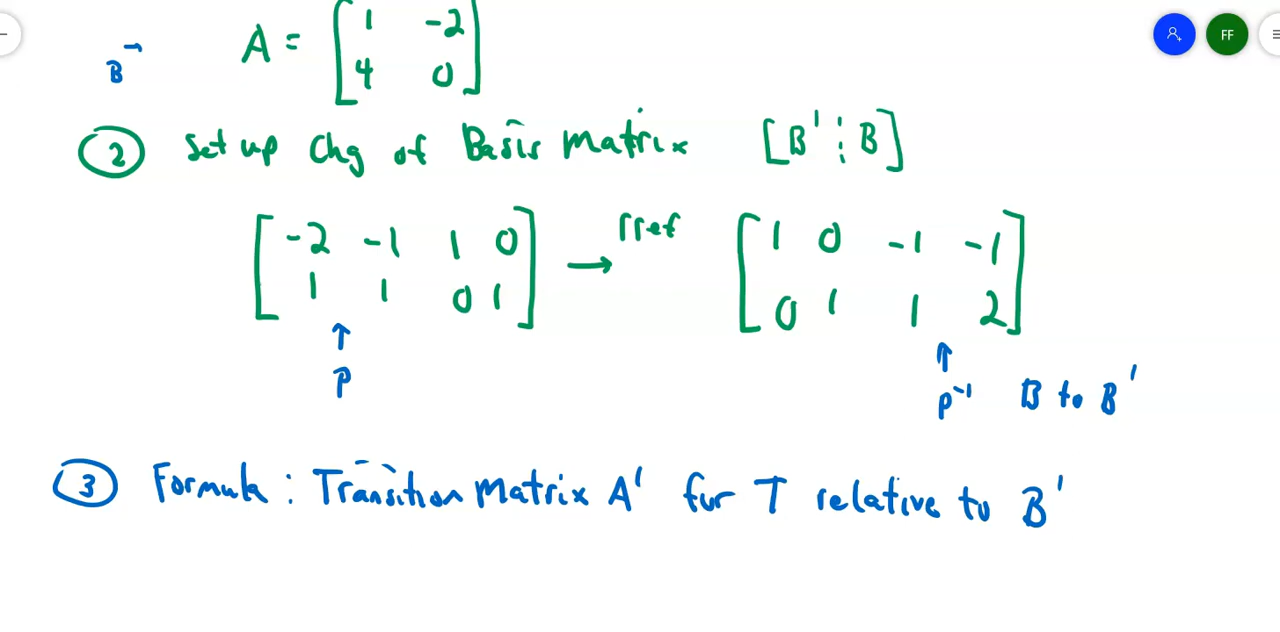 FF
A = [1 -2
4 0]
B→
② Set up Chg of Basis Matrix [B' ⋮ B]
[-2 -1 1 0
1 1 0 1] → rref [1 0 -1 -1
0 1 1 2]
↑ ↑
P P⁻¹ B to B'
③ Formula: Transition Matrix A' for T relative to B'